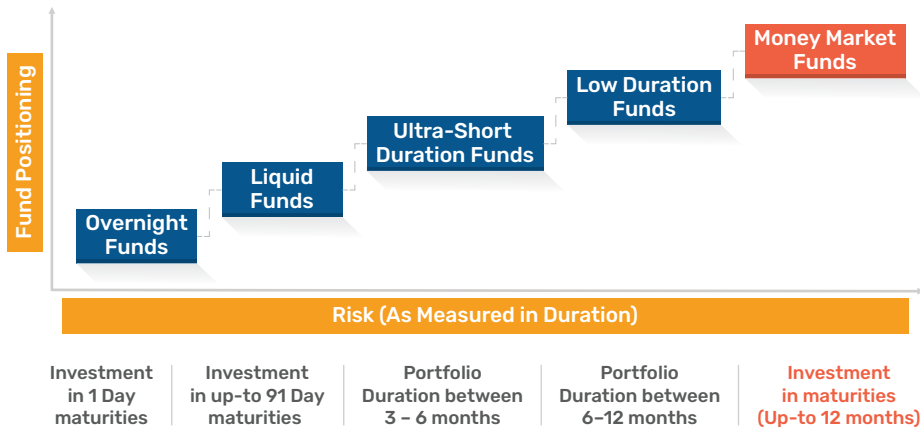 Fund Positioning
Money Market
Funds
Low Duration
Funds
Ultra-Short
Duration Funds
Liquid
Funds
Overnight
Funds
Risk (As Measured in Duration)
Investment
in 1 Day
maturities
Investment
in up-to 91 Day
maturities
Portfolio
Duration between
3 – 6 months
Portfolio
Duration between
6–12 months
Investment
in maturities
(Up-to 12 months)